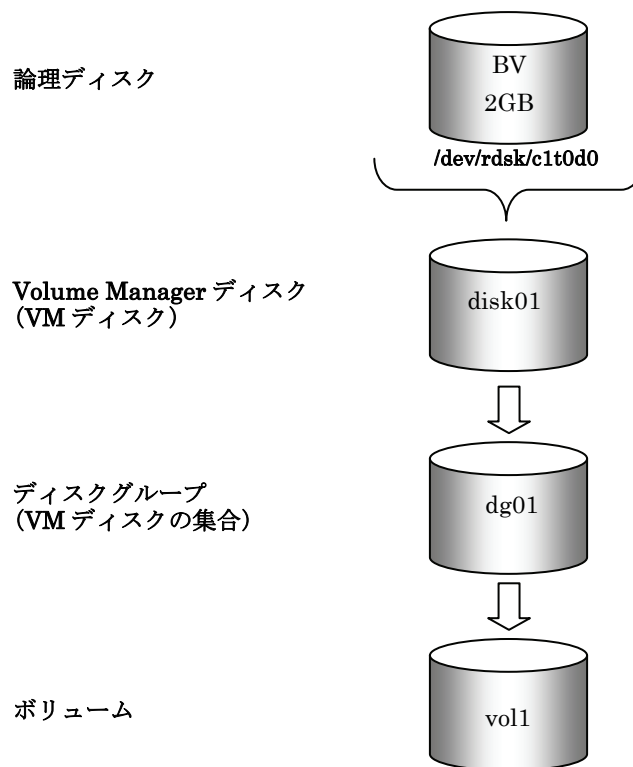 論理ディスク
BV
2GB
/dev/rdsk/c1t0d0
Volume Manager ディスク
(VM ディスク)
disk01
ディスクグループ
(VM ディスクの集合)
dg01
ボリューム
vol1